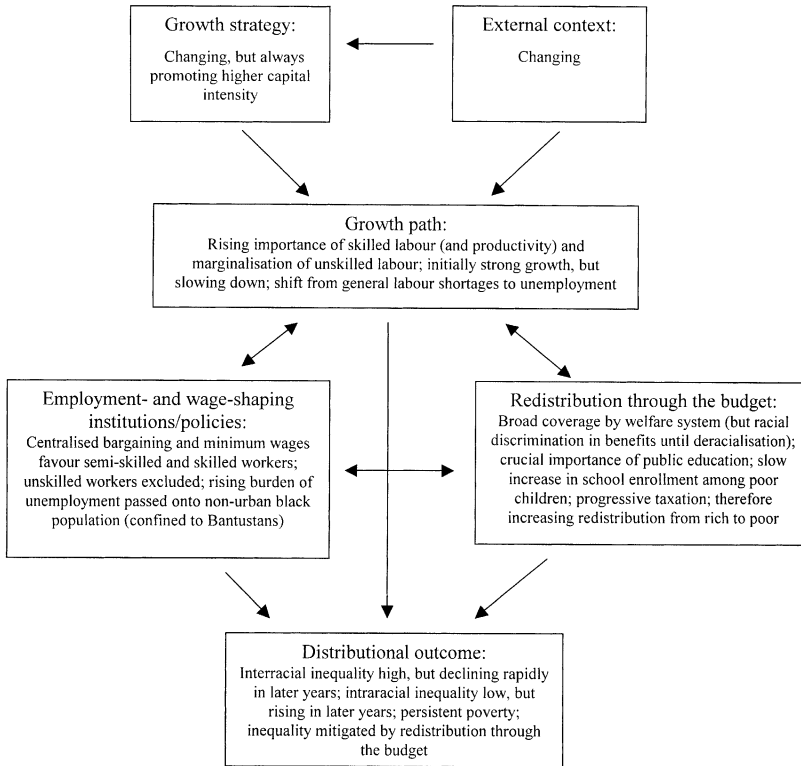 Growth strategy:
Changing, but always
promoting higher capital
intensity
External context:
Changing
Growth path:
Rising importance of skilled labour (and productivity) and
marginalisation of unskilled labour; initially strong growth, but
slowing down; shift from general labour shortages to unemployment
Employment- and wage-shaping
institutions/policies:
Centralised bargaining and minimum wages
favour semi-skilled and skilled workers;
unskilled workers excluded; rising burden of
unemployment passed onto non-urban black
population (confined to Bantustans)
Redistribution through the budget:
Broad coverage by welfare system (but racial
discrimination in benefits until deracialisation);
crucial importance of public education; slow
increase in school enrollment among poor
children; progressive taxation; therefore
increasing redistribution from rich to poor
Distributional outcome:
Interracial inequality high, but declining rapidly
in later years; intraracial inequality low, but
rising in later years; persistent poverty;
inequality mitigated by redistribution through
the budget